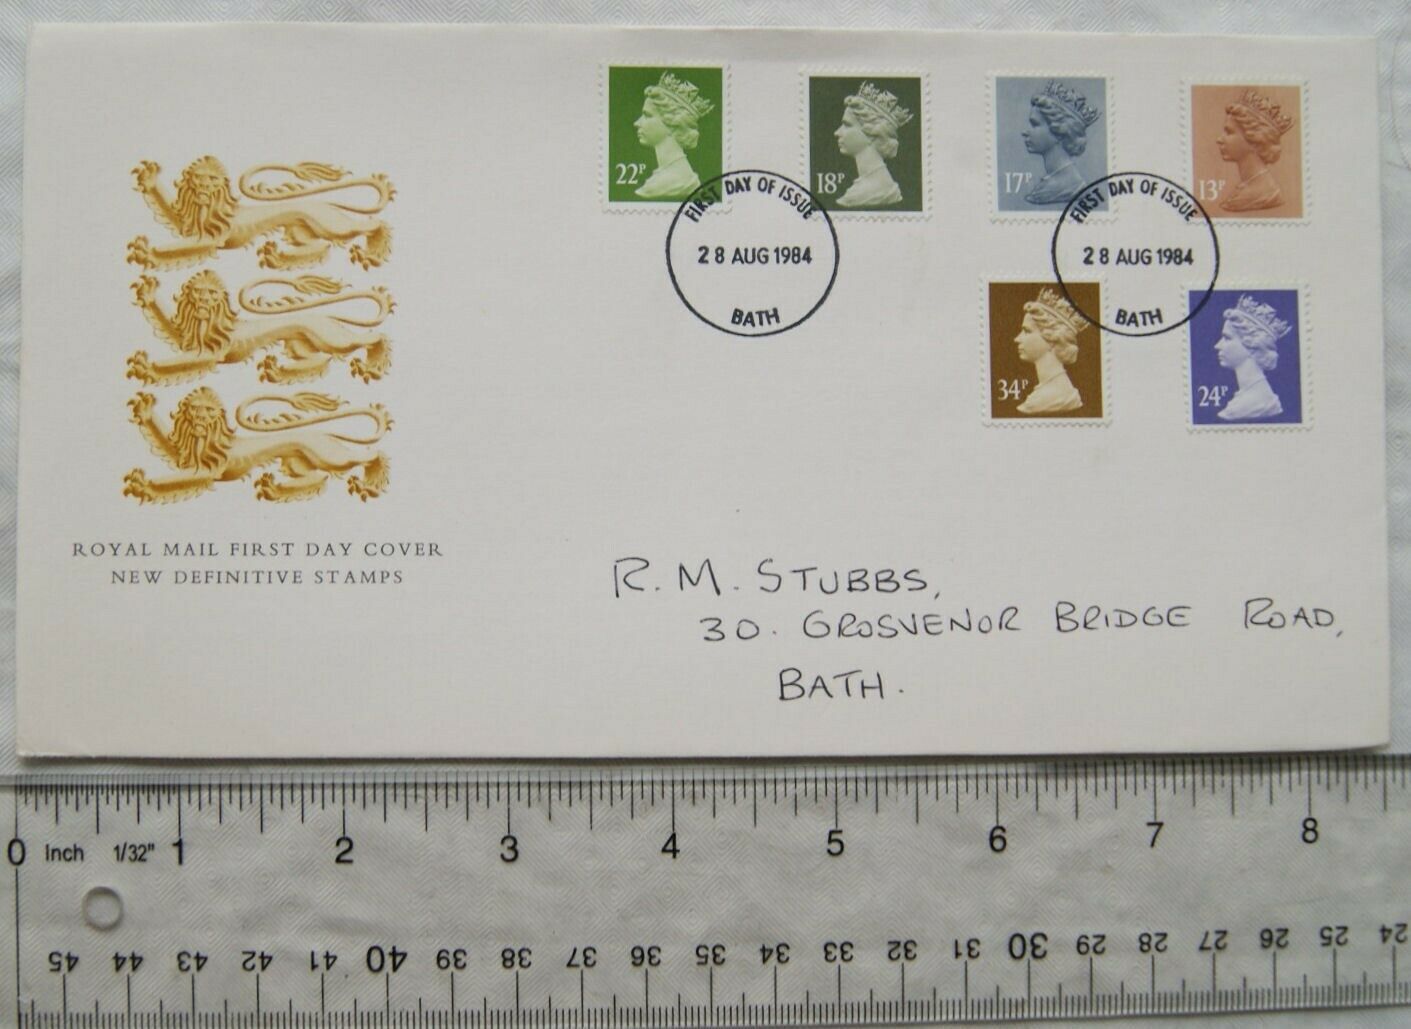 22P
18P
17P
13P
FIRST DAY OF ISSUE
28 AUG 1984
BATH
FIRST DAY OF ISSUE
28 AUG 1984
BATH
34P
24P
ROYAL MAIL FIRST DAY COVER
NEW DEFINITIVE STAMPS
R. M. STUBBS,
30. GROSVENOR BRIDGE ROAD,
BATH.
0 Inch 1/32" 1 2 3 4 5 6 7 8
45 44 43 42 41 40 39 38 37 36 35 34 33 32 31 30 29 28 27 26 25 24